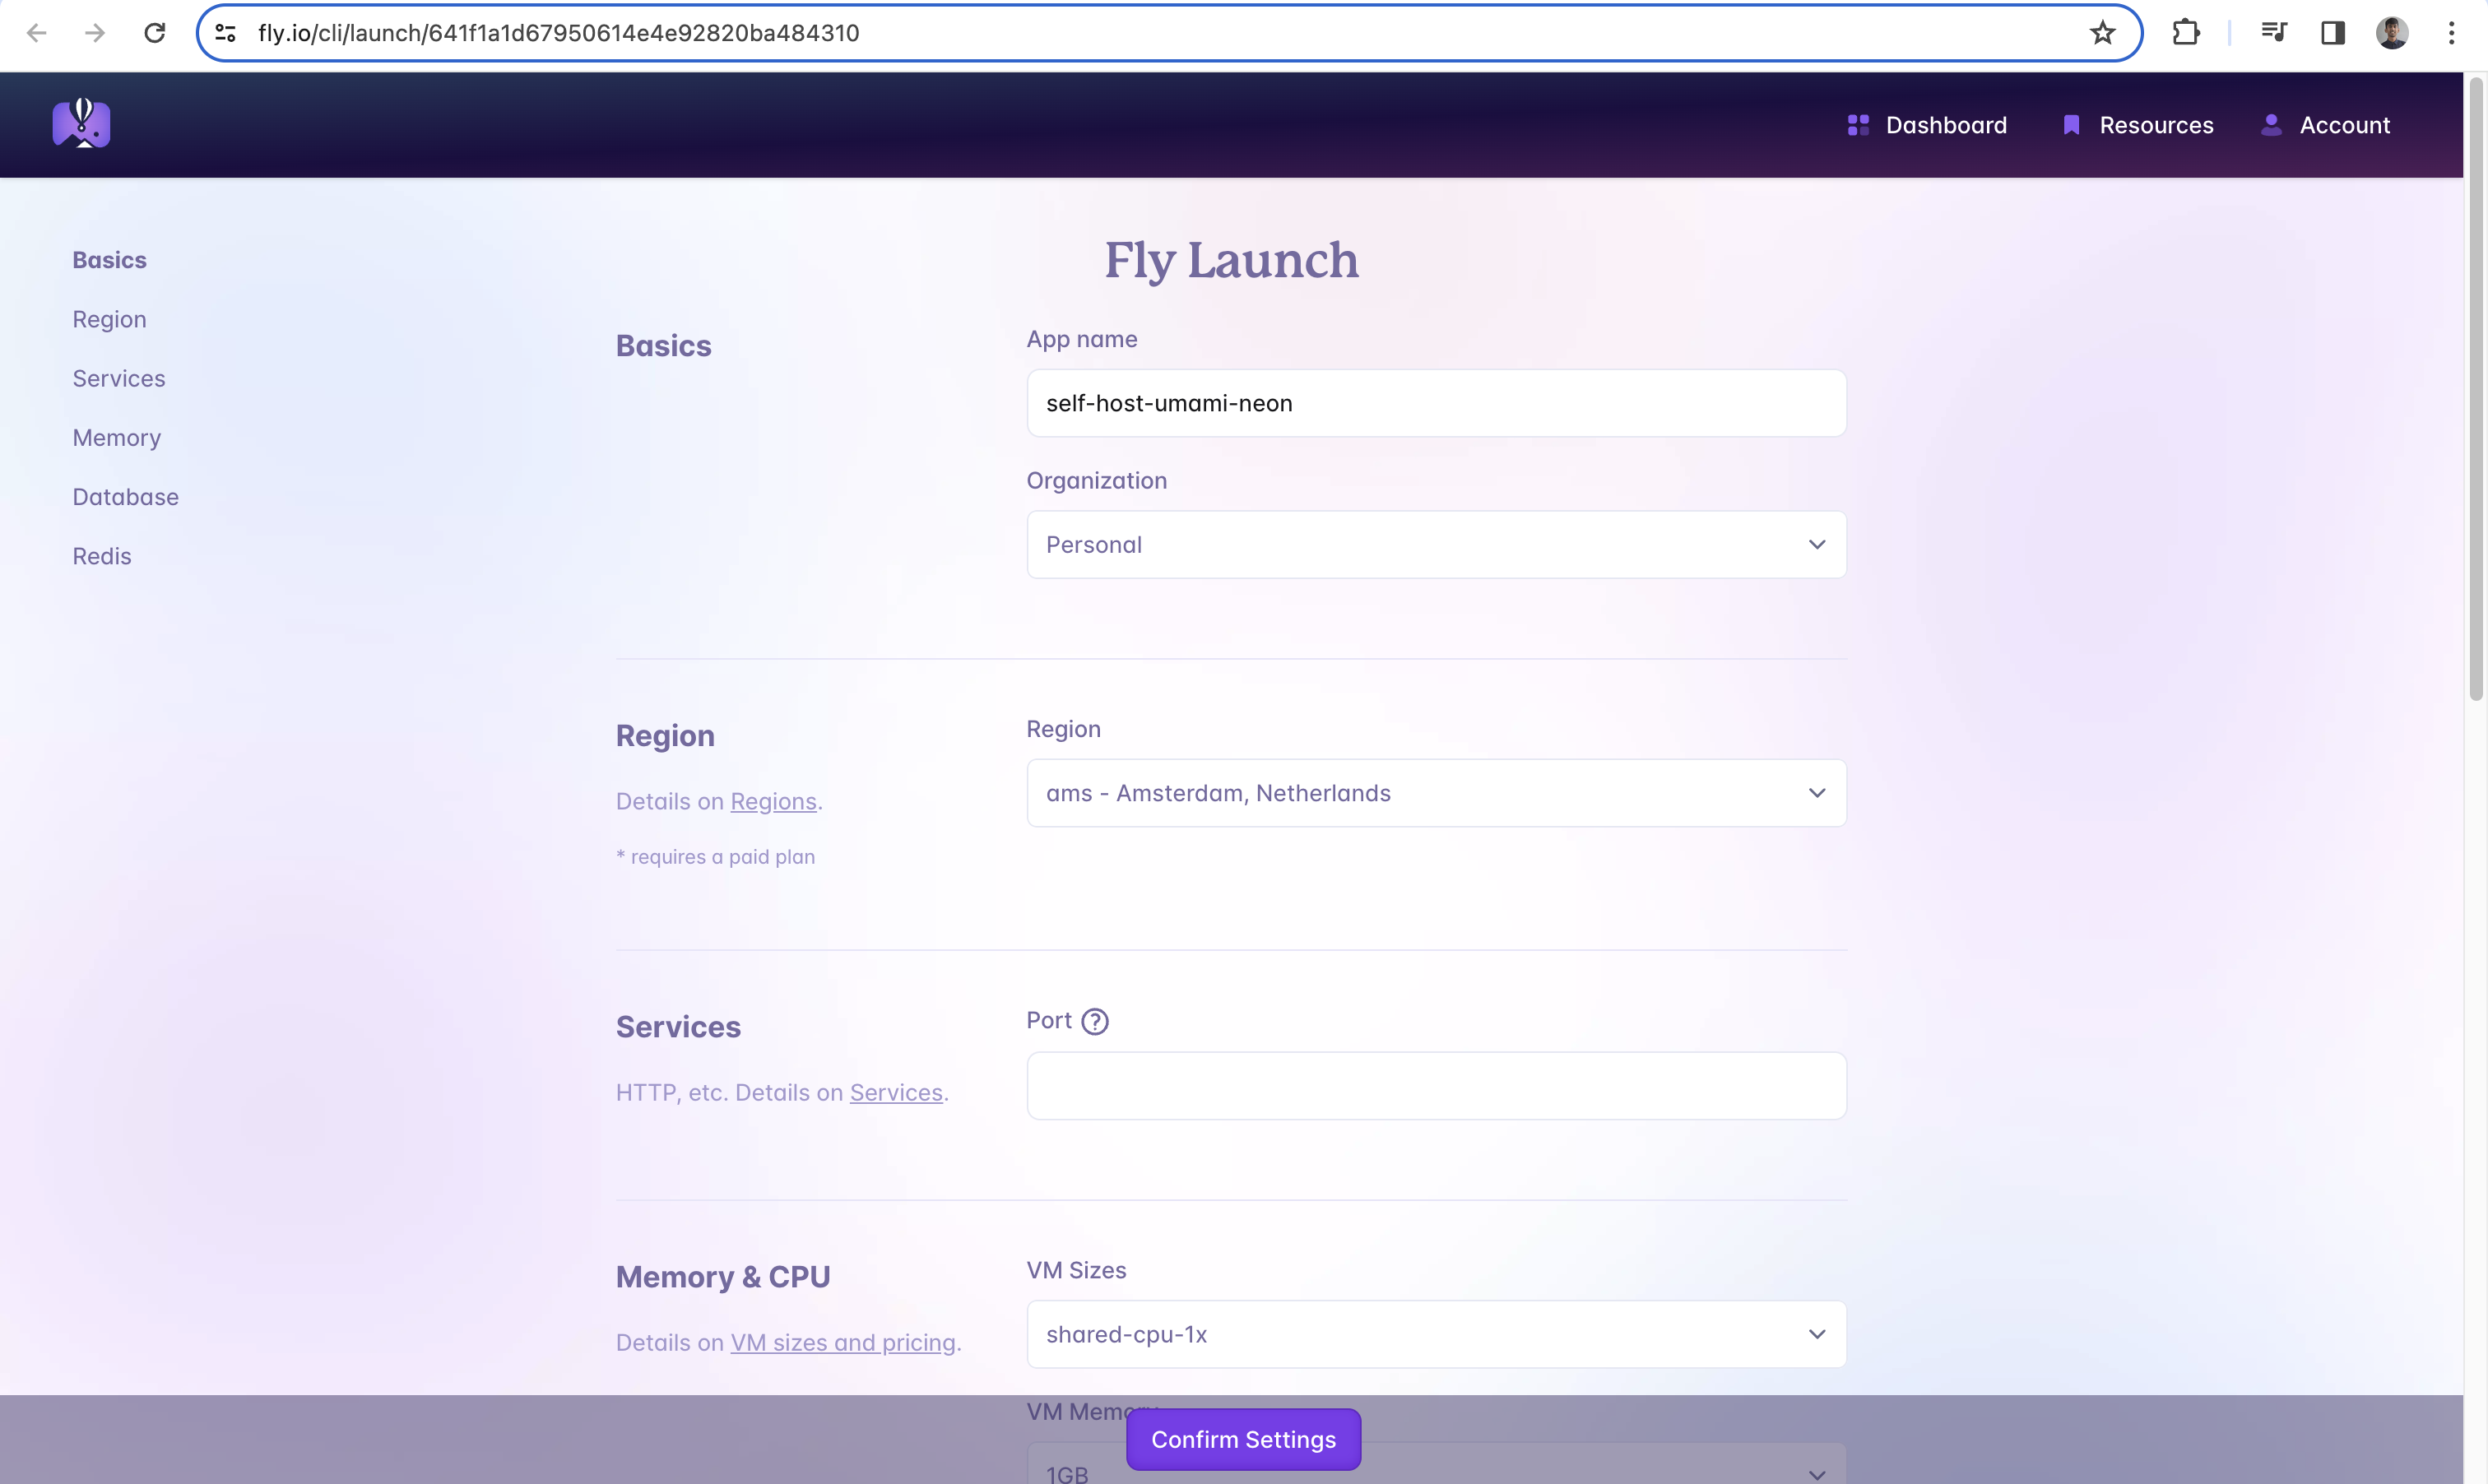 fly.io/cli/launch/641f1a1d67950614e4e92820ba484310
Dashboard
Resources
Account
Basics
Region
Services
Memory
Database
Redis
Fly Launch
Basics
App name
self-host-umami-neon
Organization
Personal
Region
Details on Regions.
* requires a paid plan
Region
ams - Amsterdam, Netherlands
Services
HTTP, etc. Details on Services.
Port
Memory & CPU
Details on VM sizes and pricing.
VM Sizes
shared-cpu-1x
VM Memory
1GB
Confirm Settings